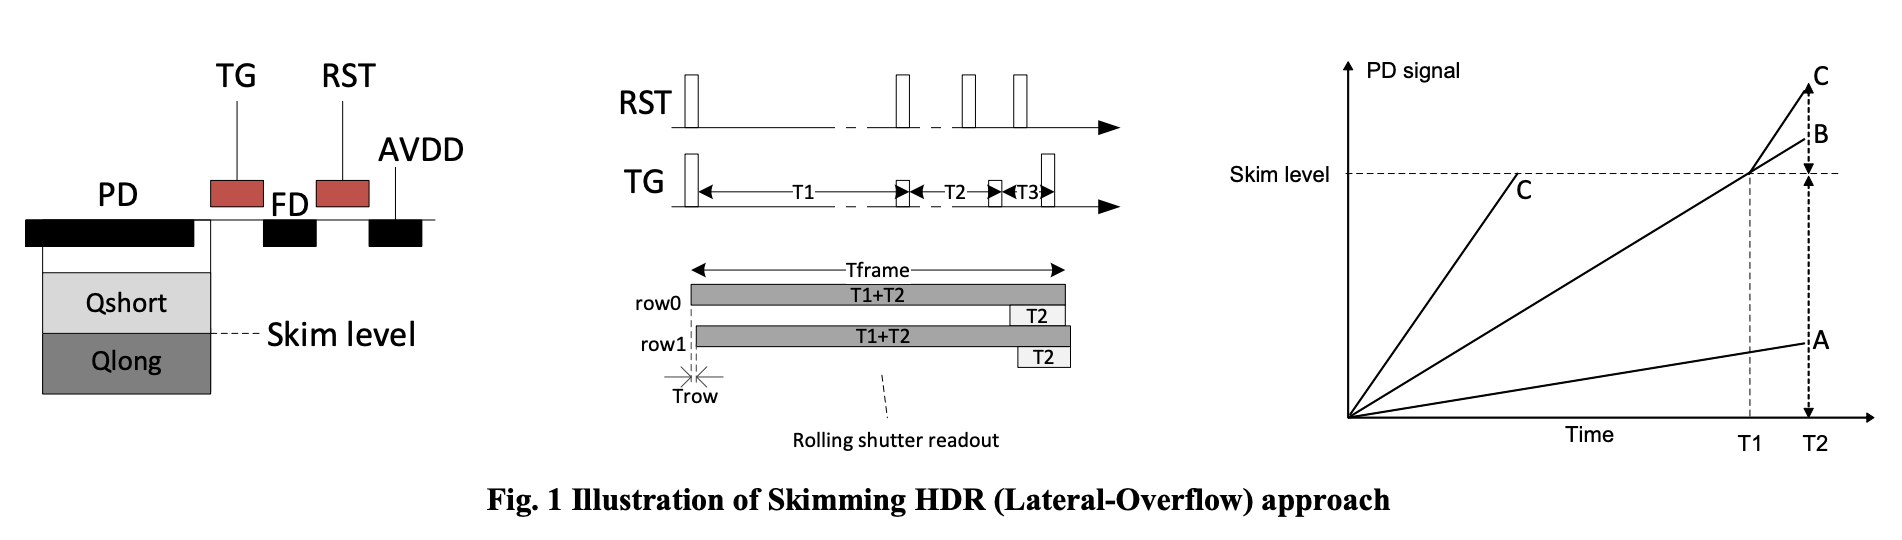 TG RST
AVDD
PD
FD
Qshort
Skim level
Qlong
RST
TG
T1 T2 T3
Tframe
row0
T1+T2
T2
row1
T1+T2
T2
Trow
Rolling shutter readout
PD signal
C
B
Skim level
C
A
Time
T1 T2
Fig. 1 Illustration of Skimming HDR (Lateral-Overflow) approach